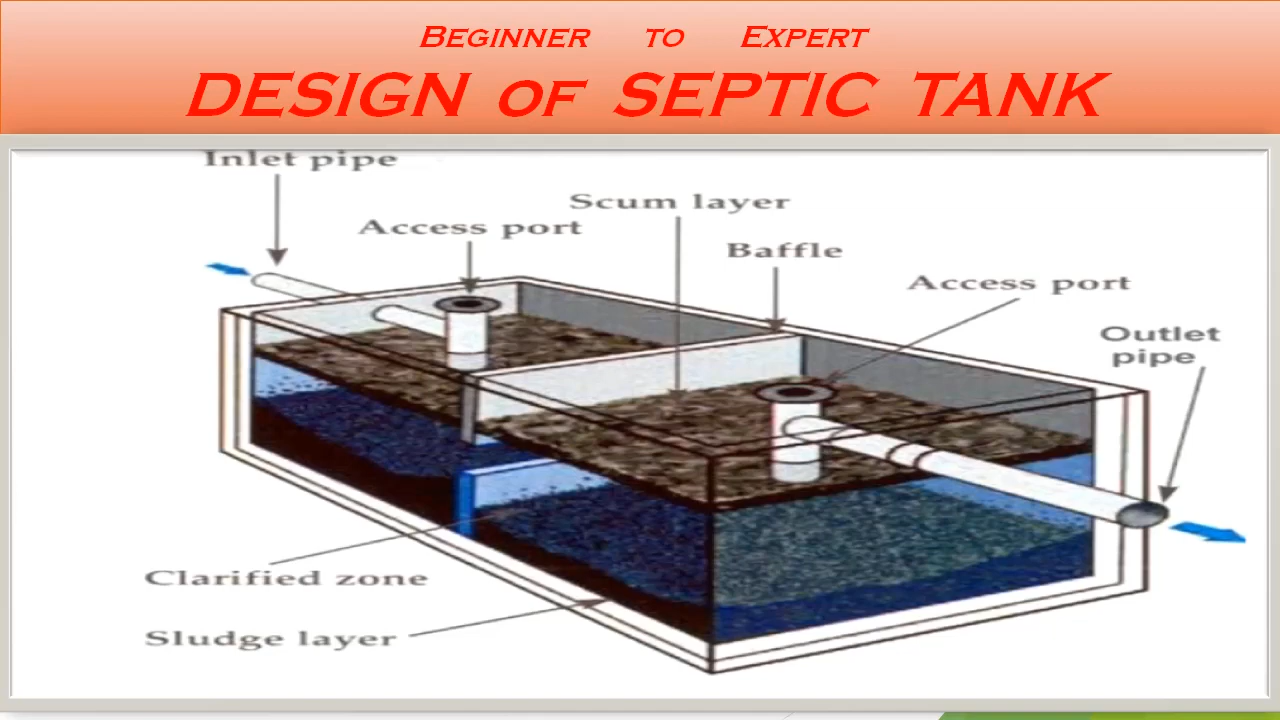 Beginner to Expert
DESIGN OF SEPTIC TANK
Inlet pipe
Scum layer
Access port
Baffle
Access port
Outlet
pipe
Clarified zone
Sludge layer